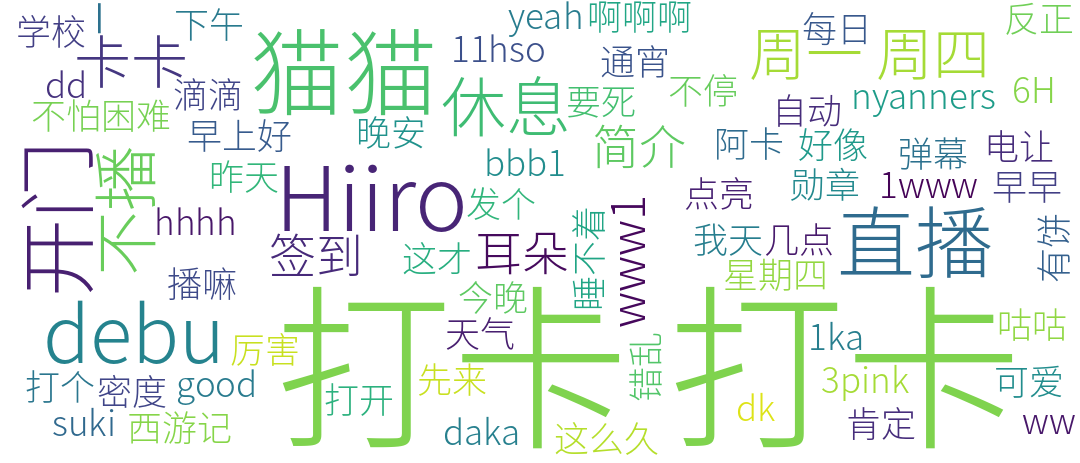 学校
一
下午
卡卡
dd
滴滴
不怕困难
早上好
猫猫
yeah
啊啊啊
11hso
通宵
休息
要死
不停
周一周四
每日
反正
nyanners
6H
自动
晚安
简介
阿卡
好像
弹幕
电让
昨天
bbb1
点亮
勋章
1www
早早
开门
不播
hhhh
Hiiro
发个
签到
这才
耳朵
睡不着
www1
我天
几点
直播
有饼
播嘛
今晚
星期四
debu
厉害
天气
打卡打卡
1ka
咕咕
打个
密度
good
打开
先来
错乱
3pink
可爱
suki
西游记
daka
这么久
dk
肯定
ww